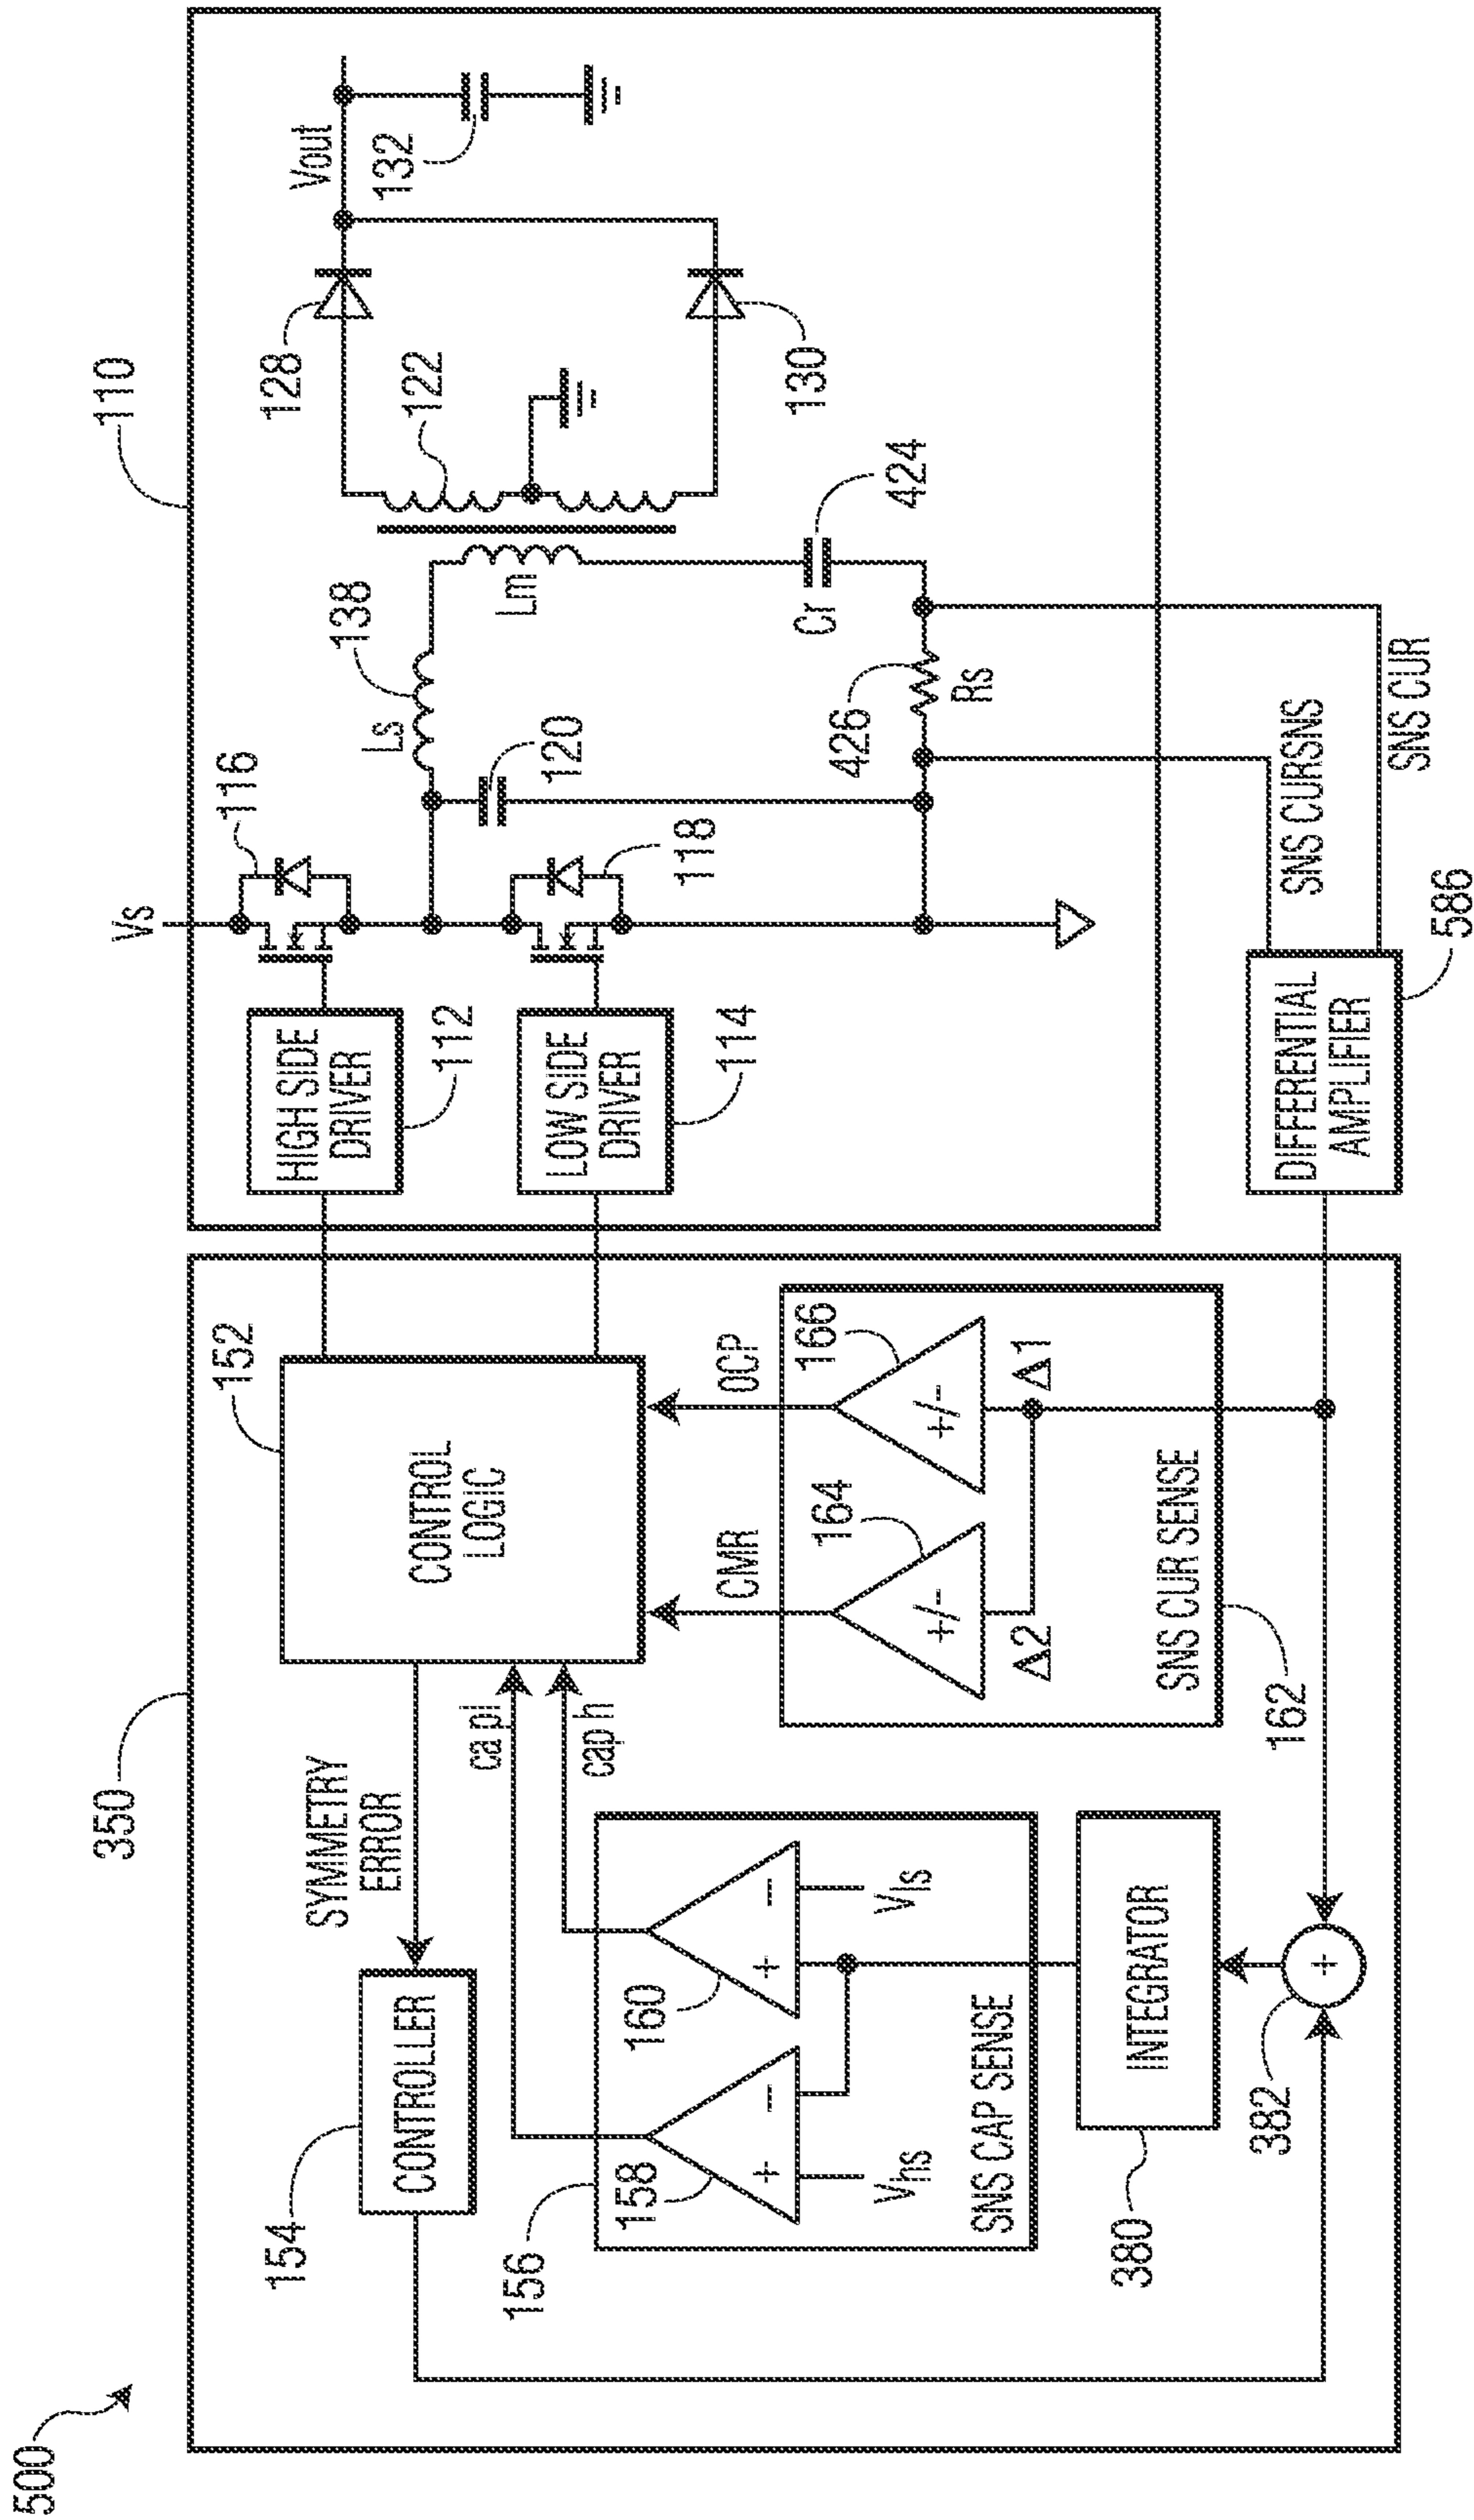 500
350
110
154
CONTROLLER
SYMMETRY
ERROR
152
CONTROL
LOGIC
ca pl
cap h
HIGH SIDE
DRIVER
112
LOW SIDE
DRIVER
114
Vs
116
118
Ls
138
120
Lm
122
128
130
Vout
132
Cr
424
426
Rs
156
158
+
-
160
+
-
Vhs
Vls
SNS CAP SENSE
CMR
OCP
164
+/-
166
+/-
Δ2
Δ1
SNS CUR SENSE
162
380
INTEGRATOR
382
+
DIFFERENTIAL
AMPLIFIER
586
SNS CURSNS
SNS CUR